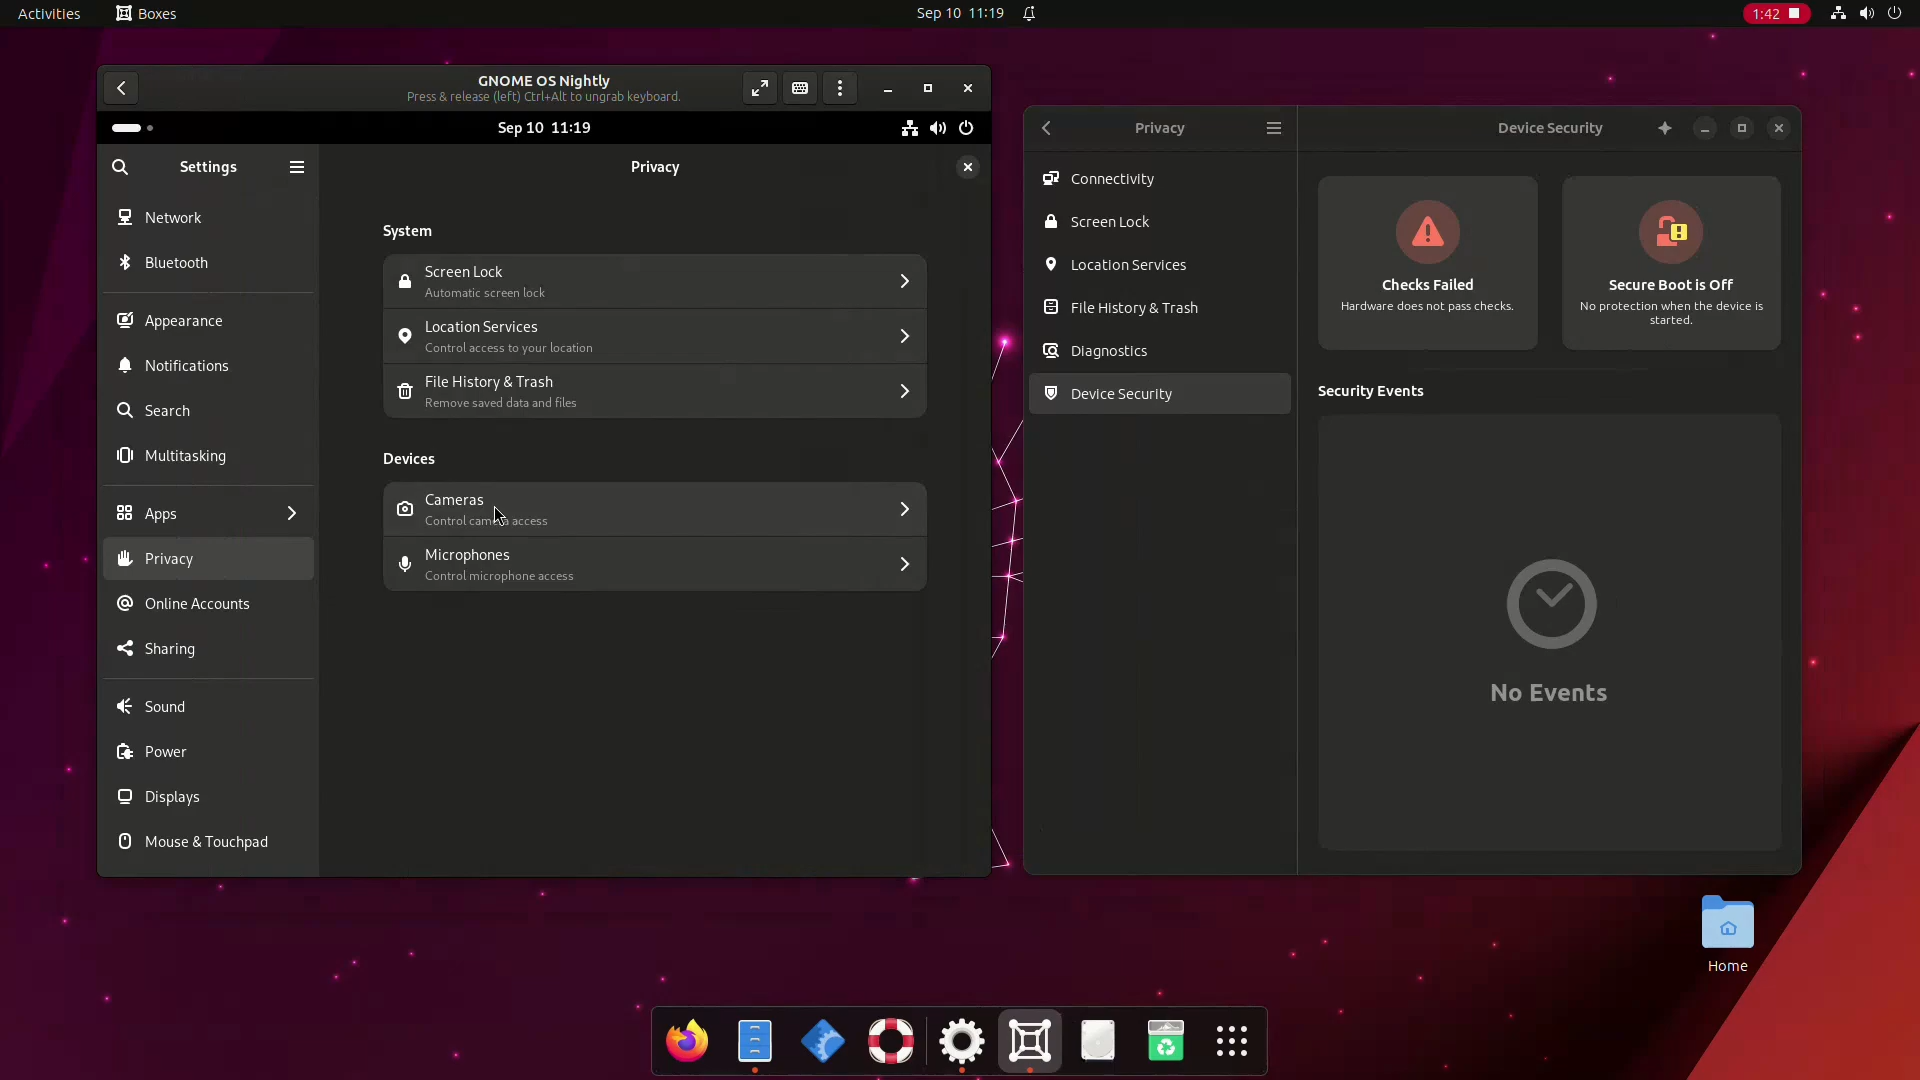 Activities
Boxes
Sep 10 11:19
1:42
GNOME OS Nightly
Press & release (left) Ctrl+Alt to ungrab keyboard.
Sep 10 11:19
Settings
Network
Bluetooth
Appearance
Notifications
Search
Multitasking
Apps
Privacy
Online Accounts
Sharing
Sound
Power
Displays
Mouse & Touchpad
Privacy
System
Screen Lock
Automatic screen lock
Location Services
Control access to your location
File History & Trash
Remove saved data and files
Devices
Cameras
Control camera access
Microphones
Control microphone access
Privacy
Connectivity
Screen Lock
Location Services
File History & Trash
Diagnostics
Device Security
Device Security
Checks Failed
Hardware does not pass checks.
Secure Boot is Off
No protection when the device is
started.
Security Events
No Events
Home